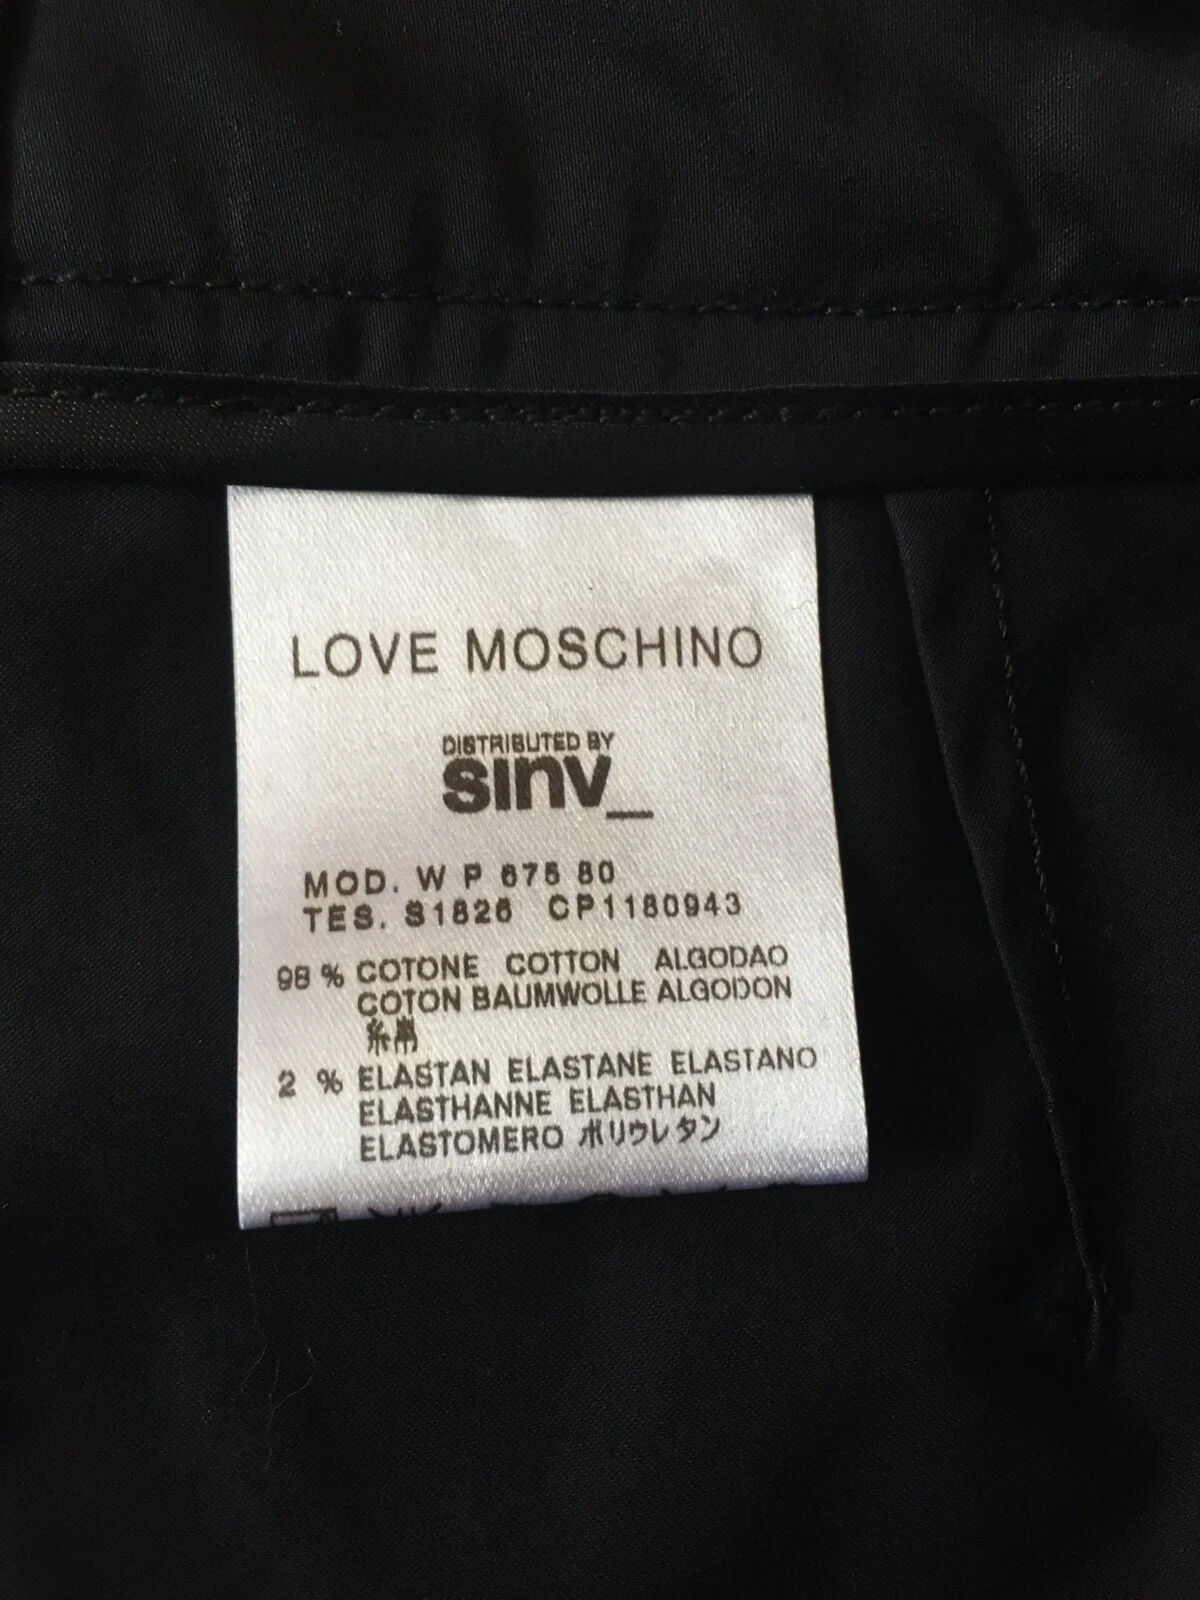 LOVE MOSCHINO
DISTRIBUTED BY
sinv_
MOD. W P 675 80
TES. S1826 CP1180943
98 % COTONE COTTON ALGODAO
COTON BAUMWOLLE ALGODON
2 % ELASTAN ELASTANE ELASTANO
ELASTHANNE ELASTHAN
ELASTOMERO ポリウレタン